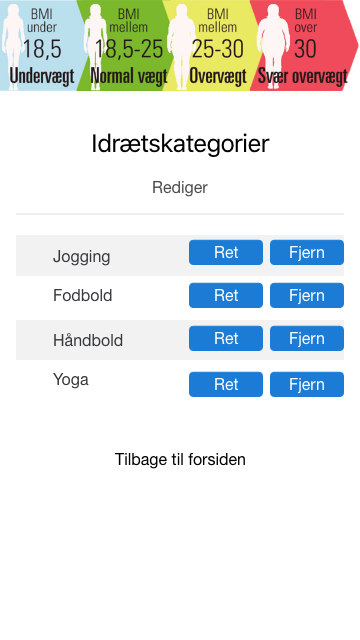 BMI under 18,5 Undervægt
BMI mellem 18,5-25 Normal vægt
BMI mellem 25-30 Overvægt
BMI over 30 Svær overvægt
Idrætskategorier
Rediger
Jogging Ret Fjern
Fodbold Ret Fjern
Håndbold Ret Fjern
Yoga Ret Fjern
Tilbage til forsiden